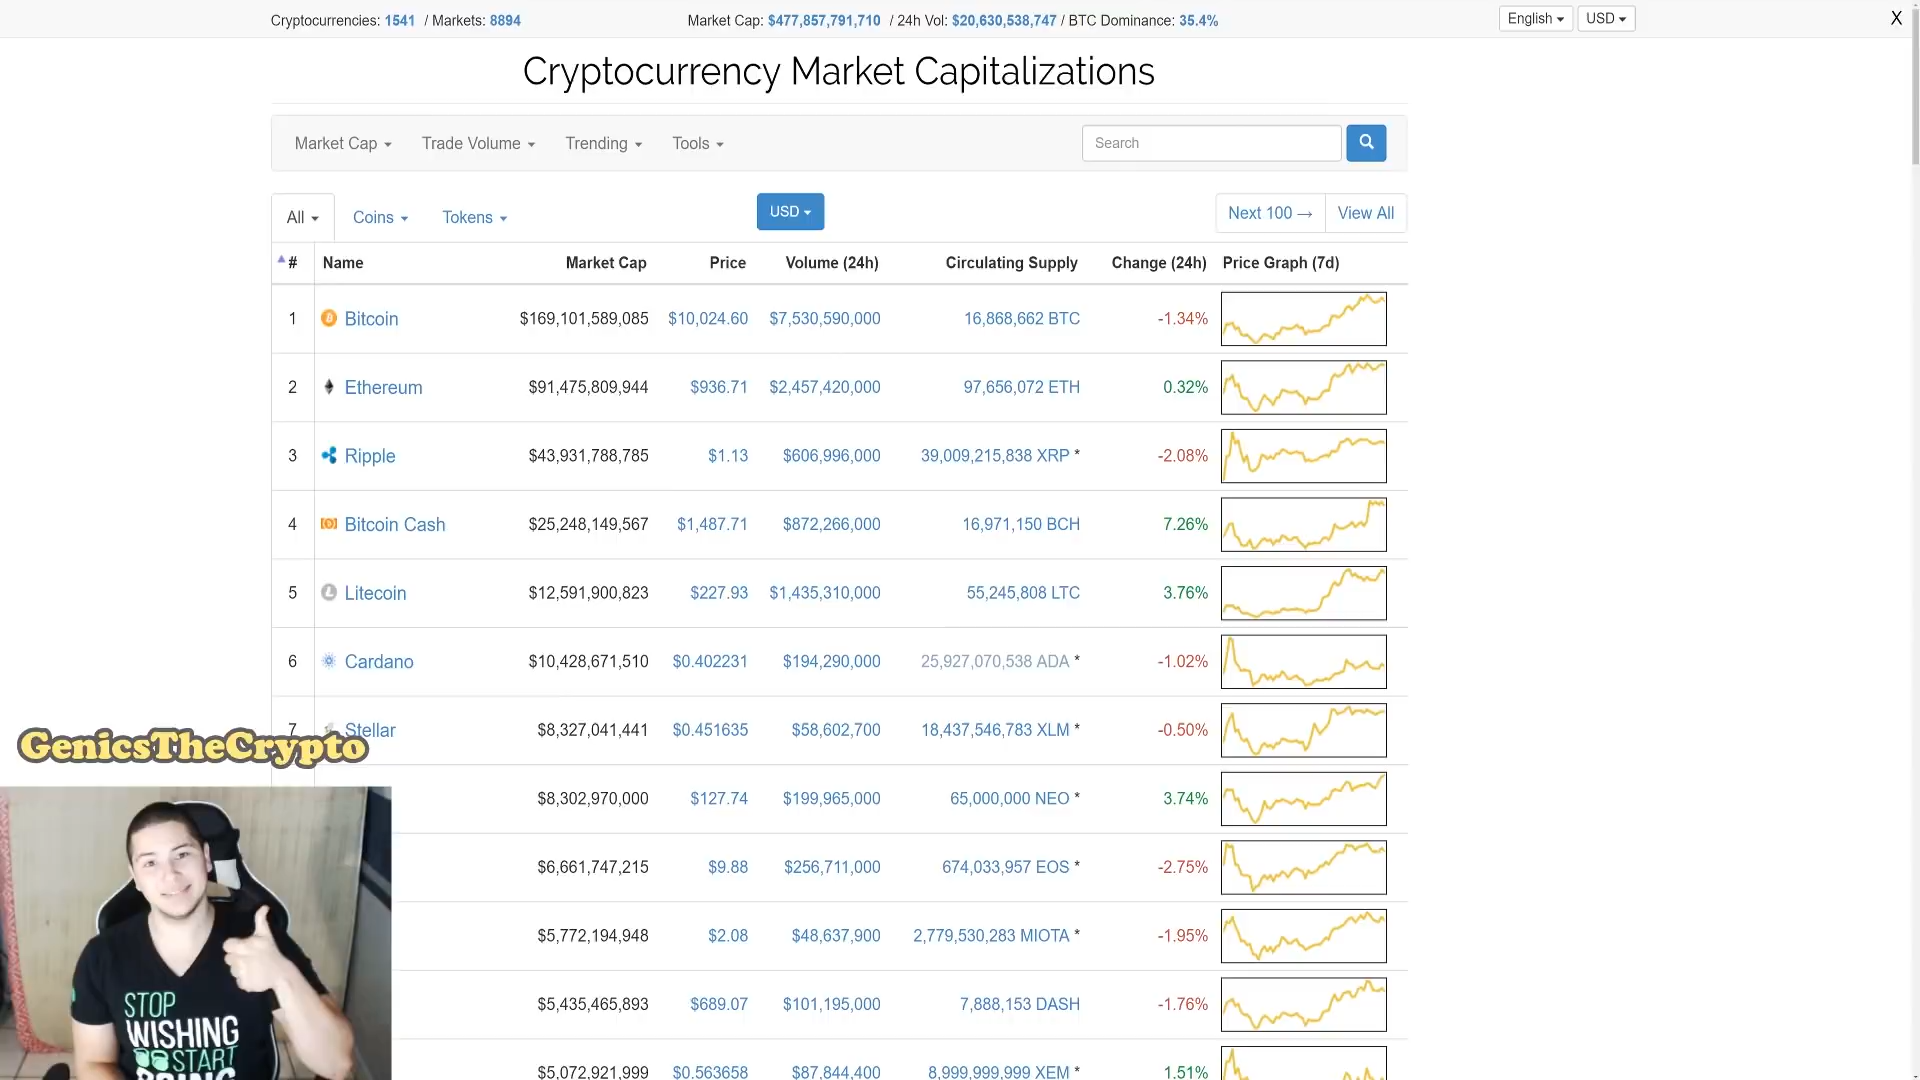 Cryptocurrencies: 1541 / Markets: 8894
Market Cap: $477,857,791,710 / 24h Vol: $20,630,538,747 / BTC Dominance: 35.4%
English USD X
Cryptocurrency Market Capitalizations
Market Cap Trade Volume Trending Tools Search
All Coins Tokens USD Next 100 → View All
# Name Market Cap Price Volume (24h) Circulating Supply Change (24h) Price Graph (7d)
1 Bitcoin $169,101,589,085 $10,024.60 $7,530,590,000 16,868,662 BTC -1.34%
2 Ethereum $91,475,809,944 $936.71 $2,457,420,000 97,656,072 ETH 0.32%
3 Ripple $43,931,788,785 $1.13 $606,996,000 39,009,215,838 XRP * -2.08%
4 Bitcoin Cash $25,248,149,567 $1,487.71 $872,266,000 16,971,150 BCH 7.26%
5 Litecoin $12,591,900,823 $227.93 $1,435,310,000 55,245,808 LTC 3.76%
6 Cardano $10,428,671,510 $0.402231 $194,290,000 25,927,070,538 ADA * -1.02%
7 Stellar $8,327,041,441 $0.451635 $58,602,700 18,437,546,783 XLM * -0.50%
GenicsTheCrypto
$8,302,970,000 $127.74 $199,965,000 65,000,000 NEO * 3.74%
$6,661,747,215 $9.88 $256,711,000 674,033,957 EOS * -2.75%
$5,772,194,948 $2.08 $48,637,900 2,779,530,283 MIOTA * -1.95%
$5,435,465,893 $689.07 $101,195,000 7,888,153 DASH -1.76%
$5,072,921,999 $0.563658 $87,844,400 8,999,999,999 XEM * 1.51%
STOP
WISHING
START